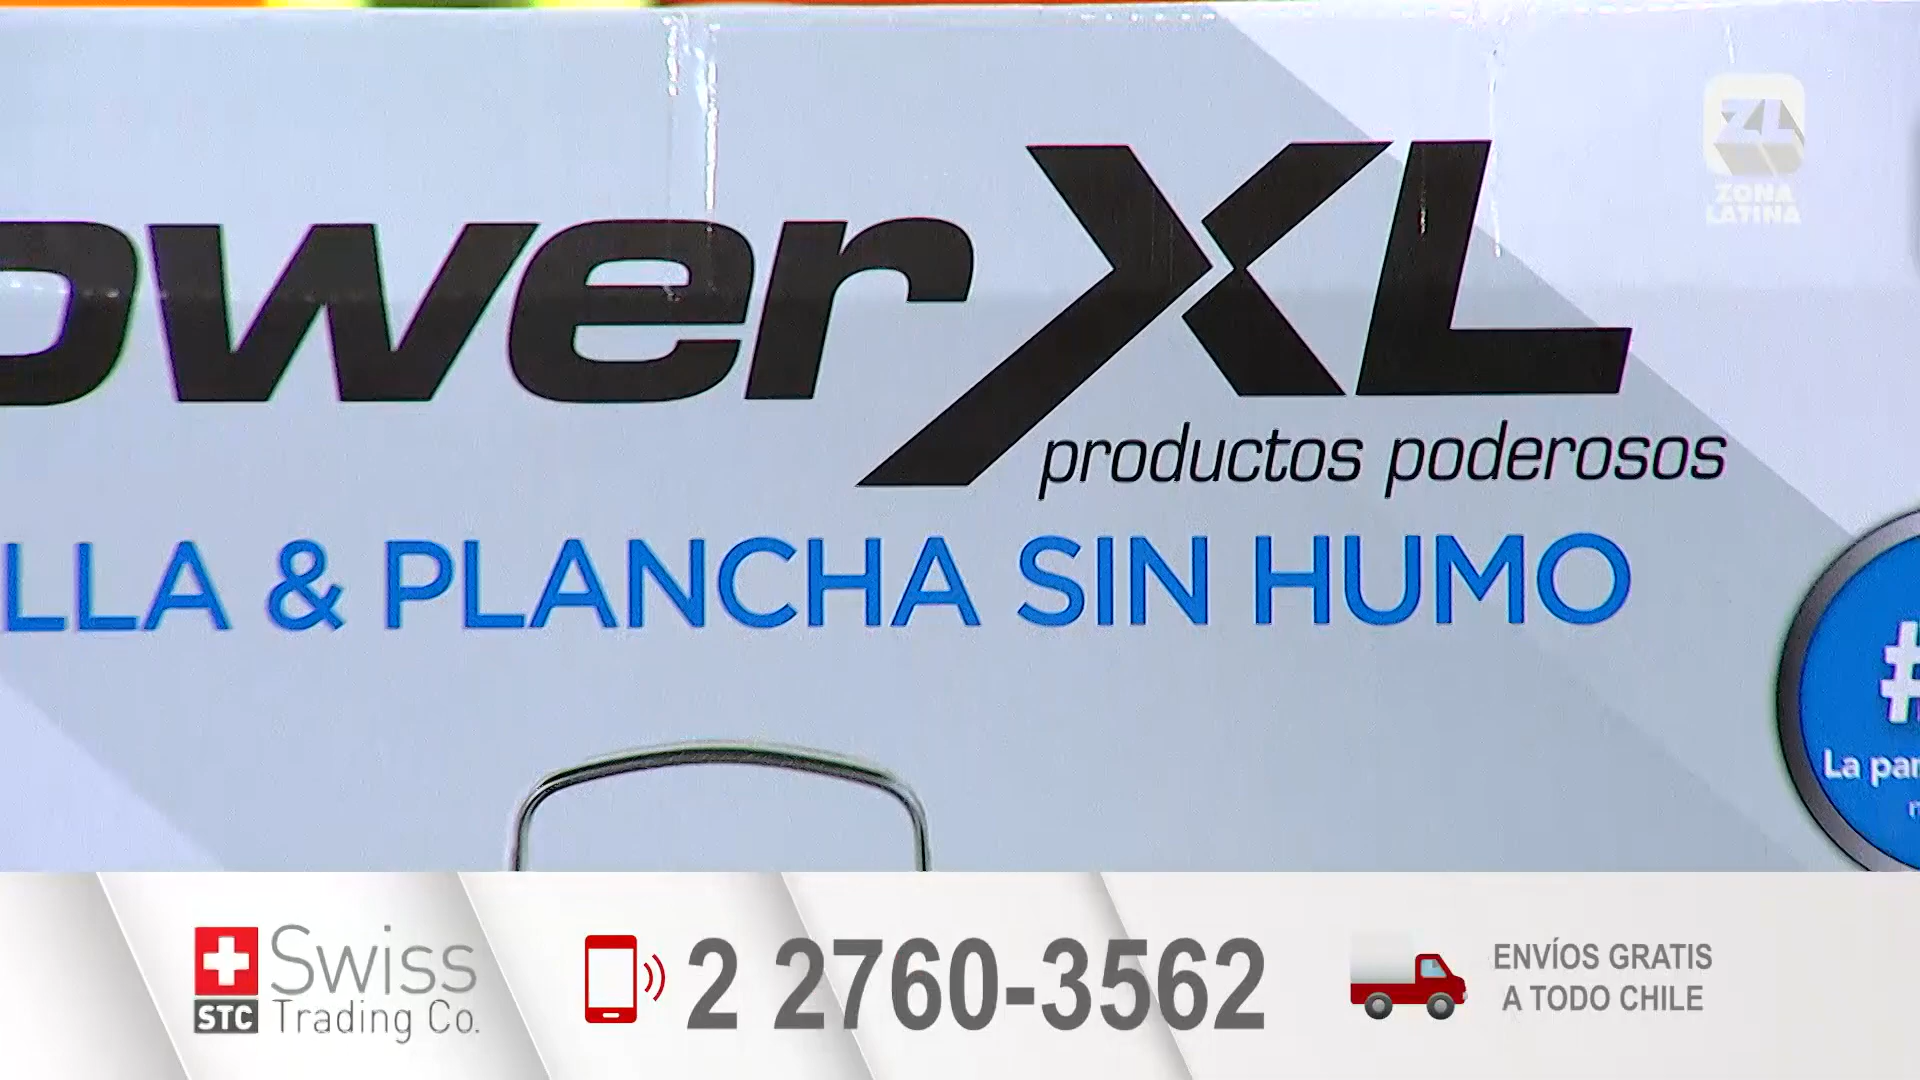 ZL
ZONA
LATINA
owerXL
productos poderosos
LLA & PLANCHA SIN HUMO
#
La par
Swiss
STC Trading Co.
2 2760-3562
ENVÍOS GRATIS
A TODO CHILE